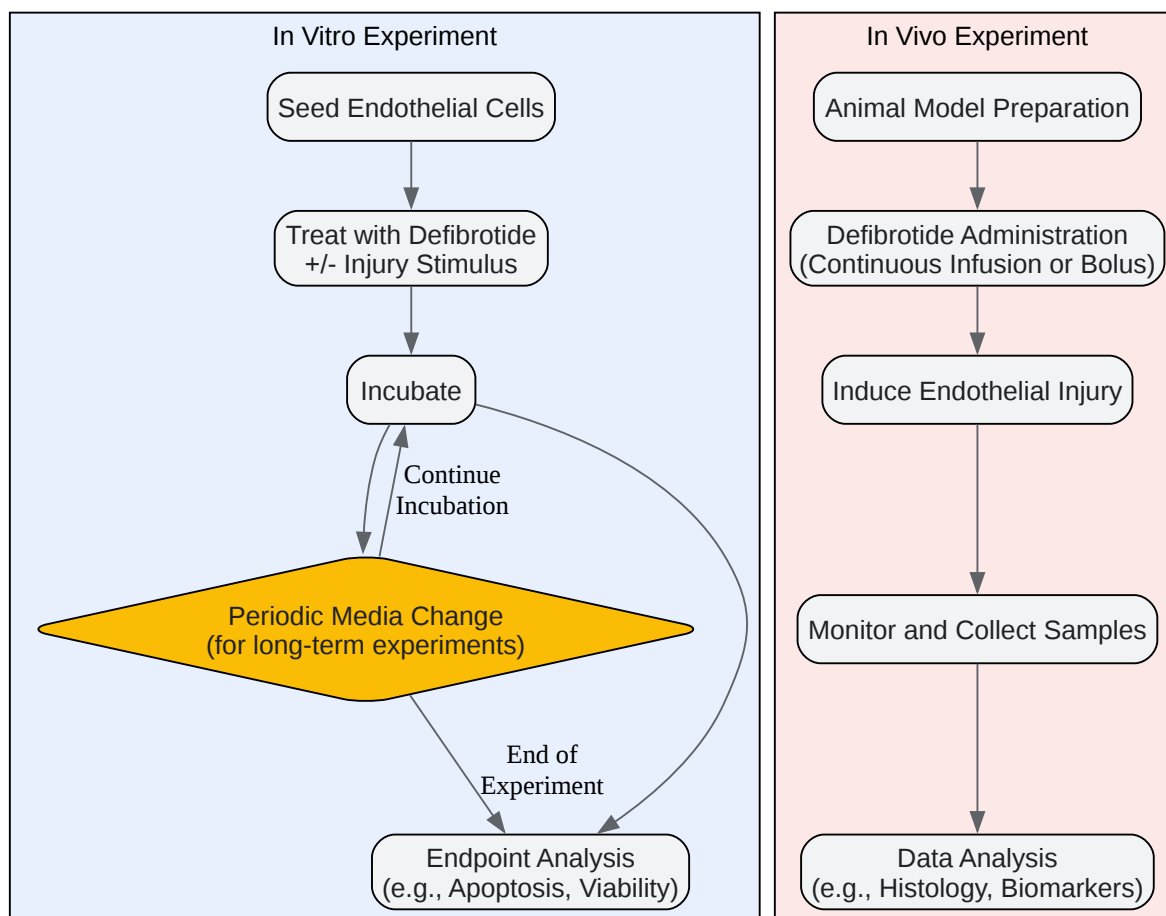 In Vitro Experiment
Seed Endothelial Cells
Treat with Defibrotide
+/- Injury Stimulus
Incubate
Continue
Incubation
Periodic Media Change
(for long-term experiments)
End of
Experiment
Endpoint Analysis
(e.g., Apoptosis, Viability)
In Vivo Experiment
Animal Model Preparation
Defibrotide Administration
(Continuous Infusion or Bolus)
Induce Endothelial Injury
Monitor and Collect Samples
Data Analysis
(e.g., Histology, Biomarkers)